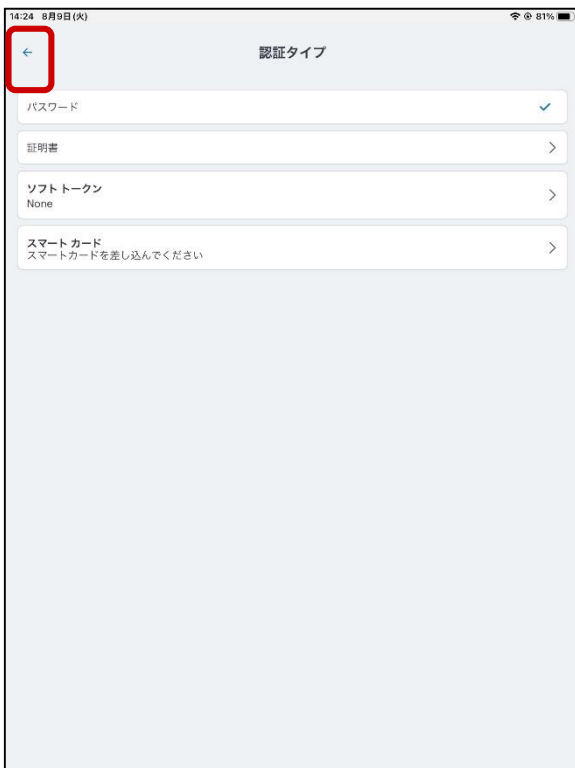 14:24 8月9日(火) 81%
認証タイプ
パスワード
証明書
ソフト トークン
None
スマート カード
スマートカードを差し込んでください